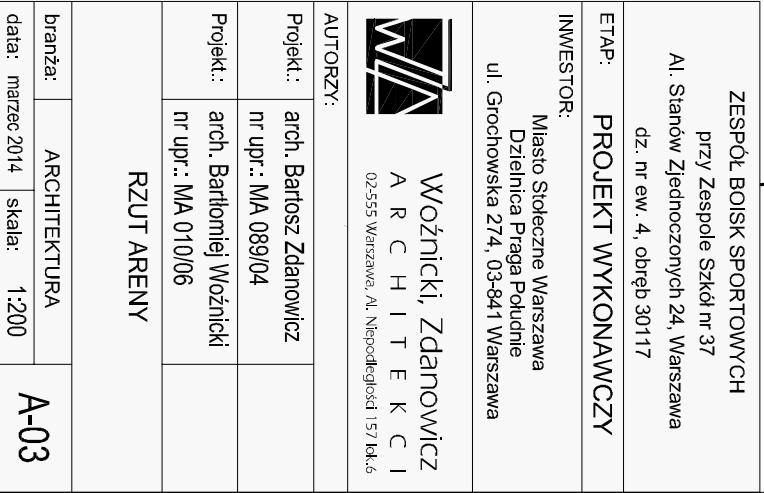 ZESPÓŁ BOISK SPORTOWYCH
przy Zespole Szkół nr 37
Al. Stanów Zjednoczonych 24, Warszawa
dz. nr ew. 4, obręb 30117
ETAP: PROJEKT WYKONAWCZY
INWESTOR:
Miasto Stołeczne Warszawa
Dzielnica Praga Południe
ul. Grochowska 274, 03-841 Warszawa
Woźnicki, Zdanowicz
A R C H I T E K C I
02-555 Warszawa, Al. Niepodległości 157 lok.6
AUTORZY:
Projekt.: arch. Bartosz Zdanowicz
nr upr.: MA 089/04
Projekt.: arch. Bartłomiej Woźnicki
nr upr.: MA 010/06
RZUT ARENY
branża: ARCHITEKTURA
data: marzec 2014 skala: 1:200
A-03